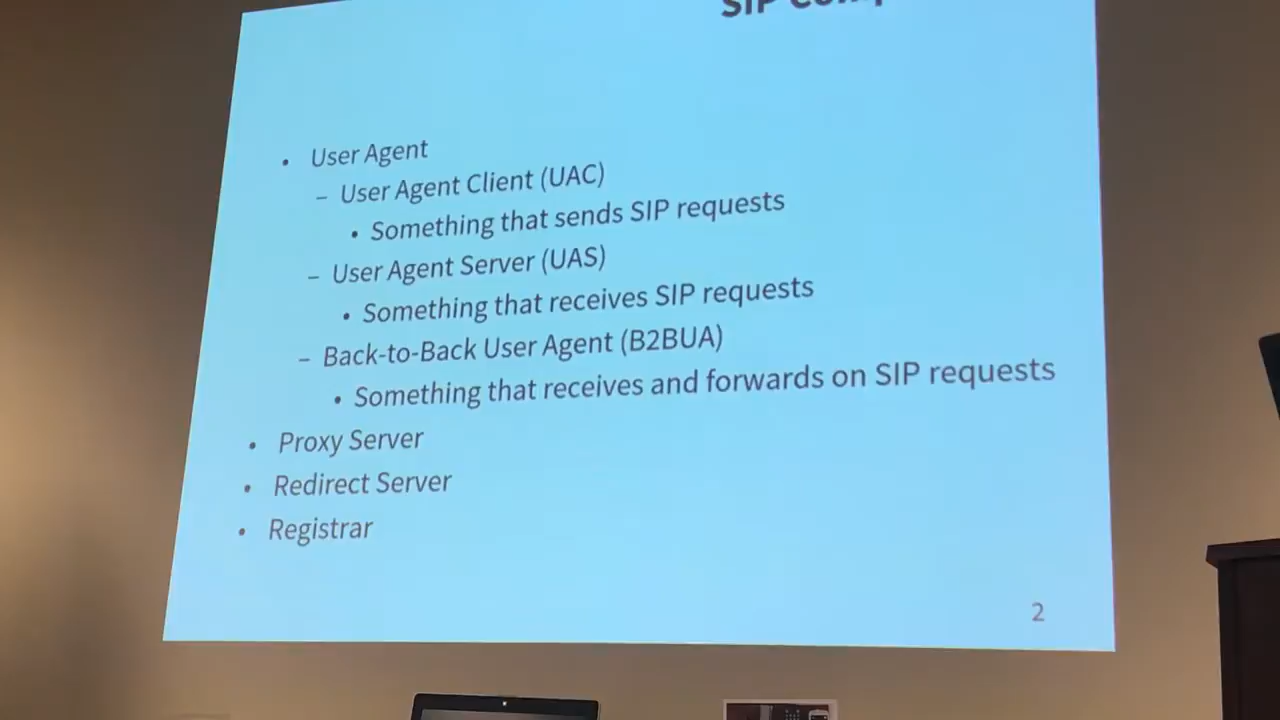 SIP
• User Agent
– User Agent Client (UAC)
• Something that sends SIP requests
– User Agent Server (UAS)
• Something that receives SIP requests
– Back-to-Back User Agent (B2BUA)
• Something that receives and forwards on SIP requests
• Proxy Server
• Redirect Server
• Registrar
2